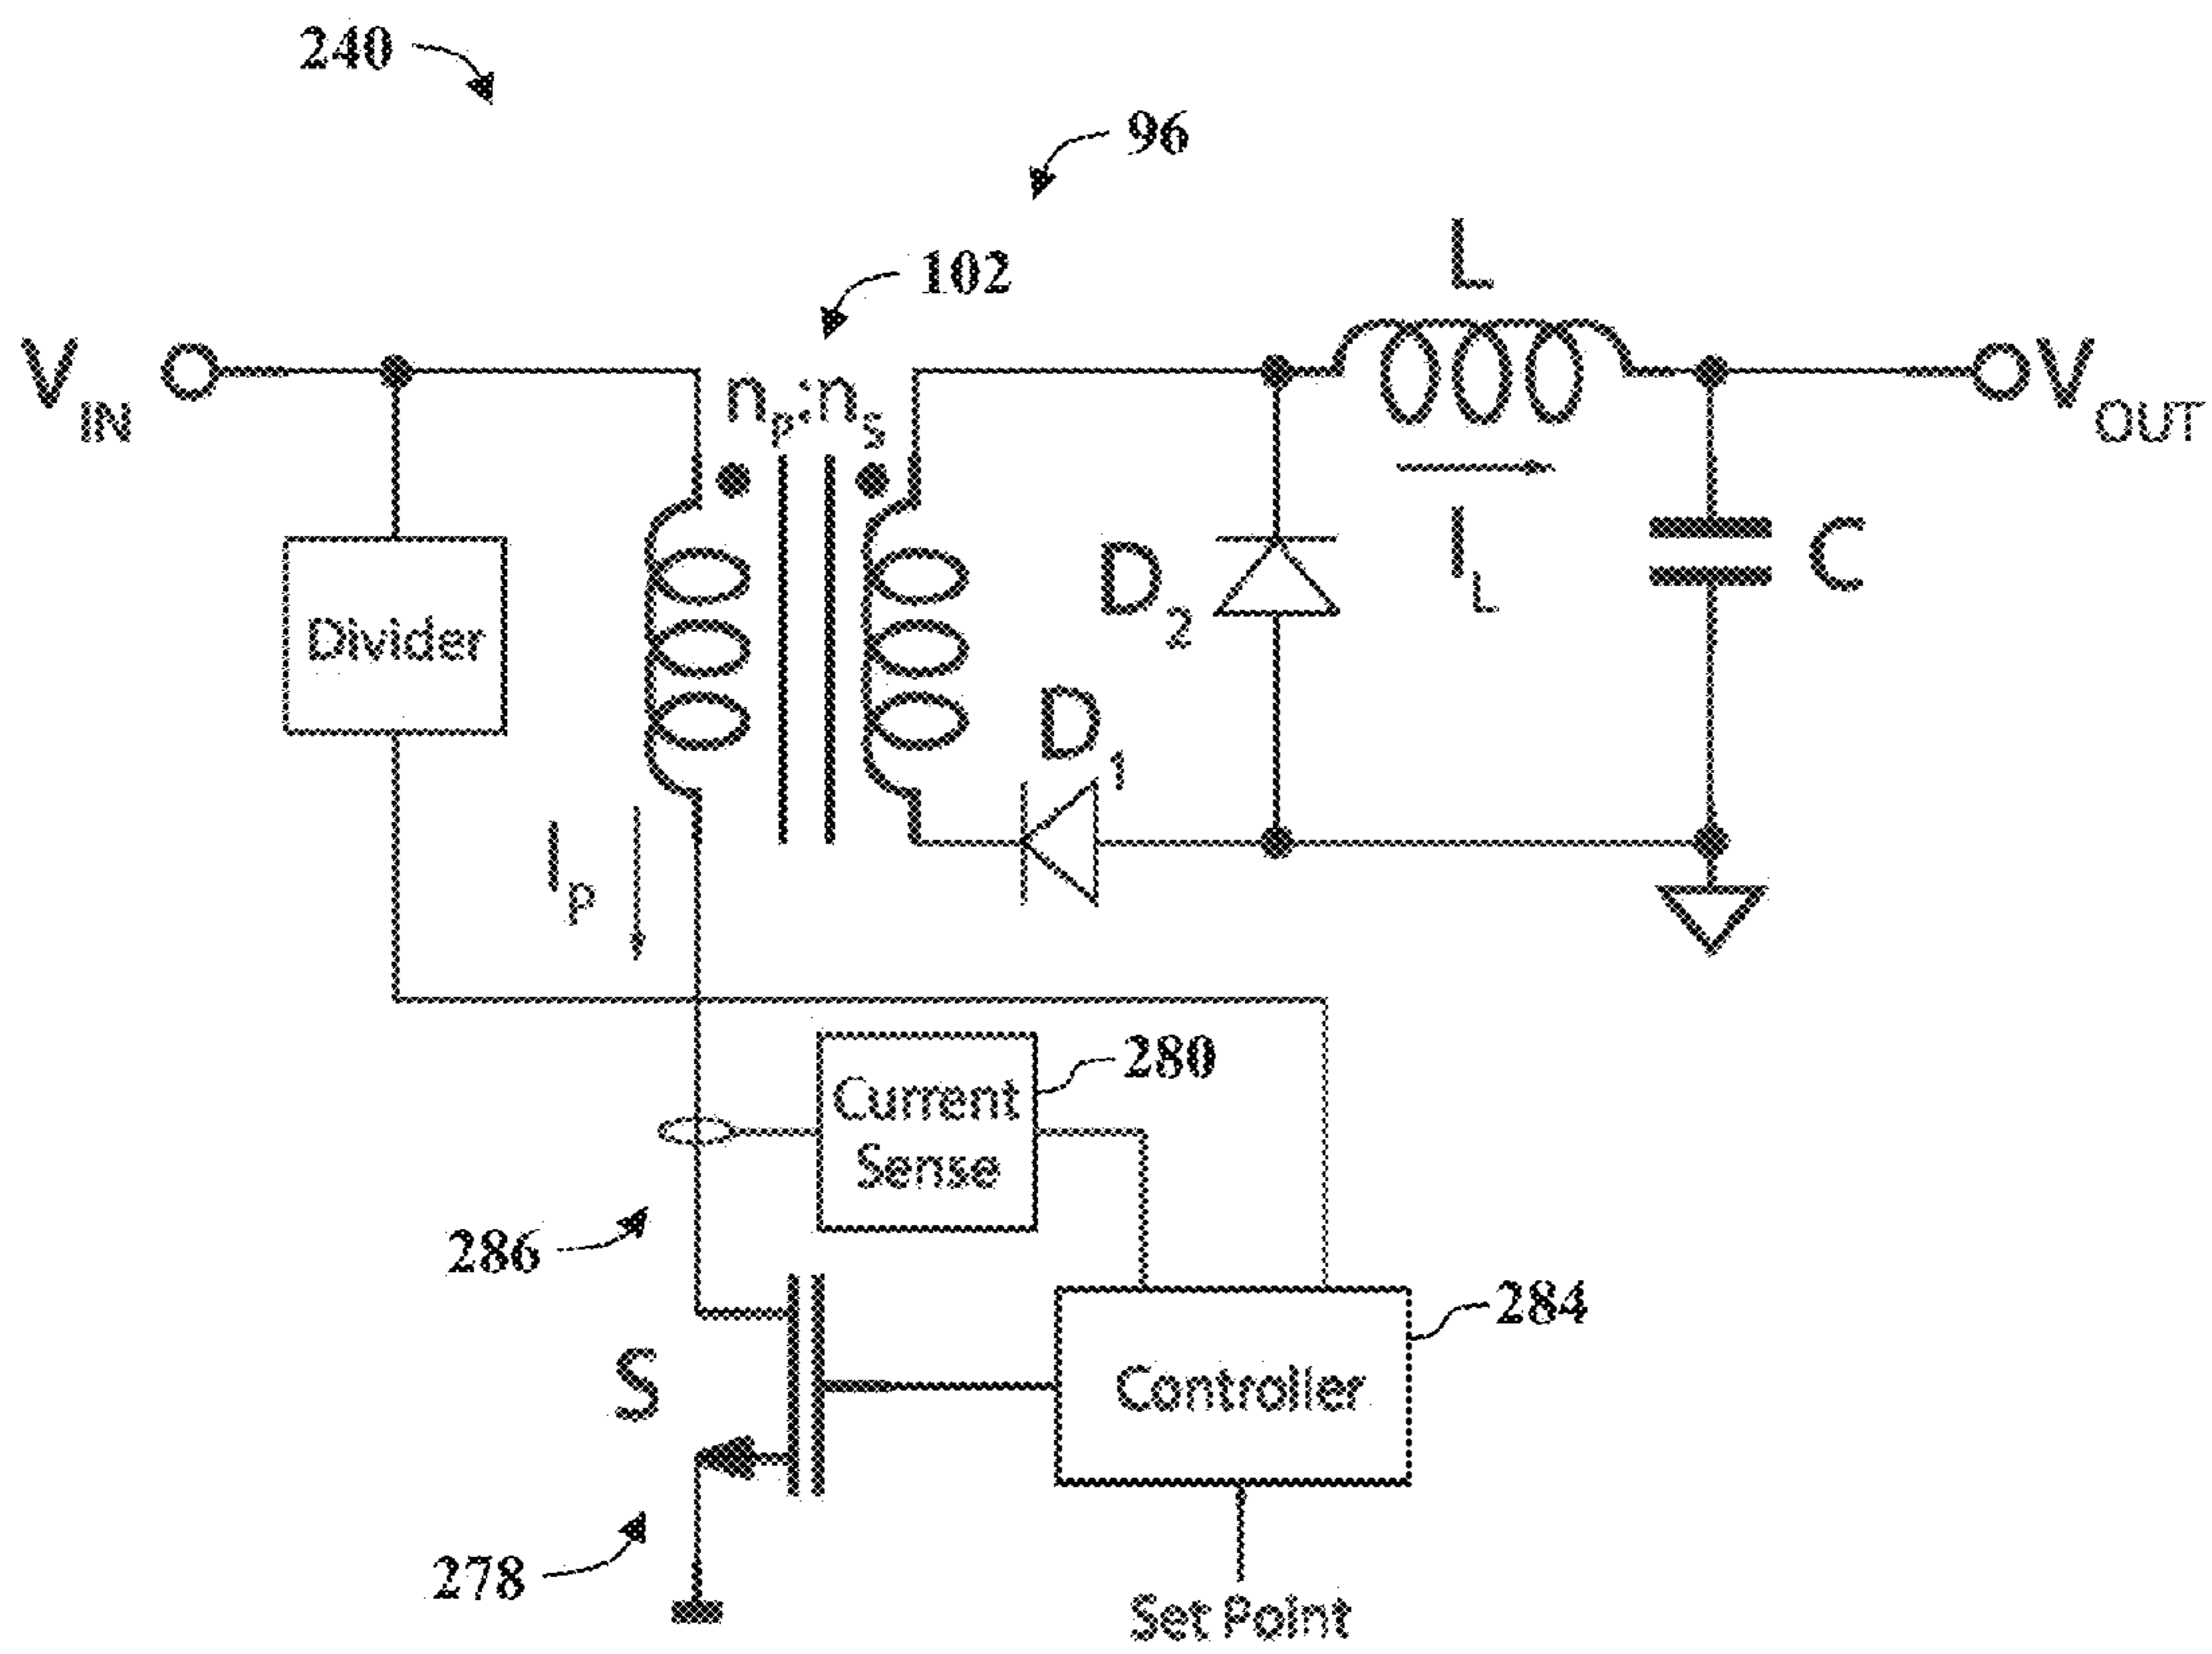 240
96
102
L
V_IN
n_p:n_s
V_OUT
I_L
D_2
C
Divider
D_1
I_p
280
Current
Sense
286
284
S
Controller
278
Set Point